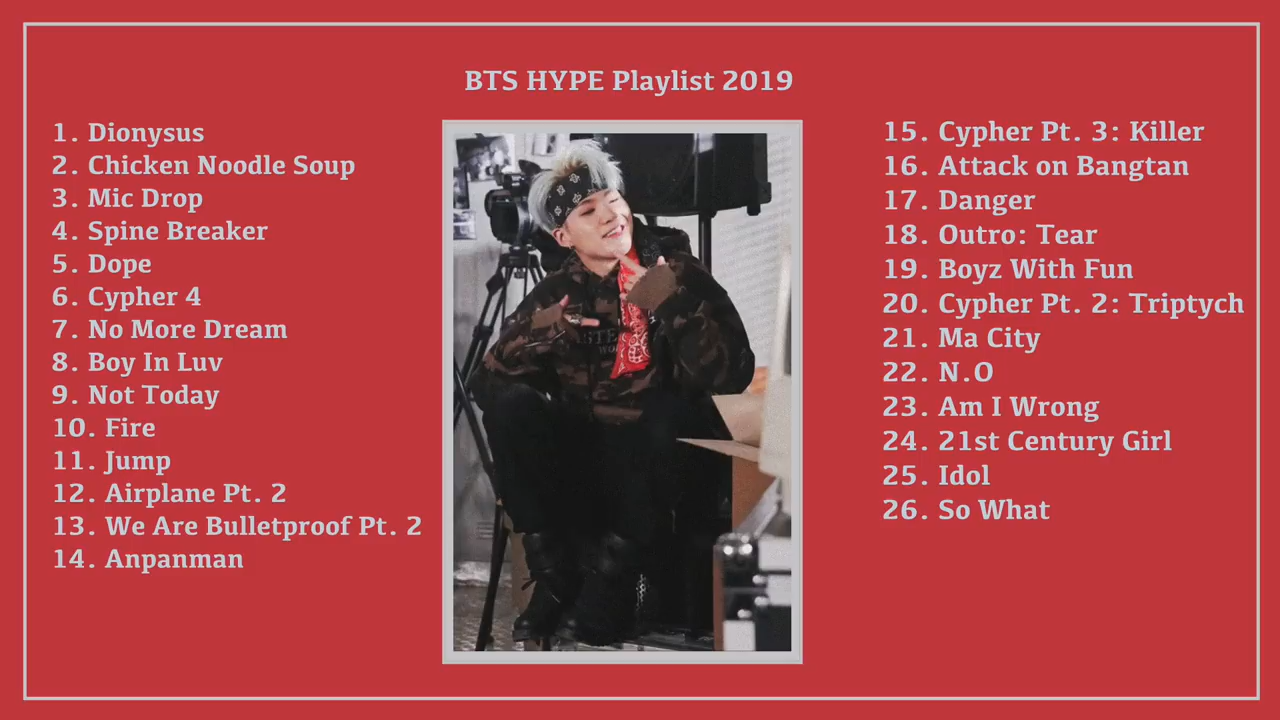 BTS HYPE Playlist 2019
1. Dionysus
2. Chicken Noodle Soup
3. Mic Drop
4. Spine Breaker
5. Dope
6. Cypher 4
7. No More Dream
8. Boy In Luv
9. Not Today
10. Fire
11. Jump
12. Airplane Pt. 2
13. We Are Bulletproof Pt. 2
14. Anpanman
15. Cypher Pt. 3: Killer
16. Attack on Bangtan
17. Danger
18. Outro: Tear
19. Boyz With Fun
20. Cypher Pt. 2: Triptych
21. Ma City
22. N.O
23. Am I Wrong
24. 21st Century Girl
25. Idol
26. So What